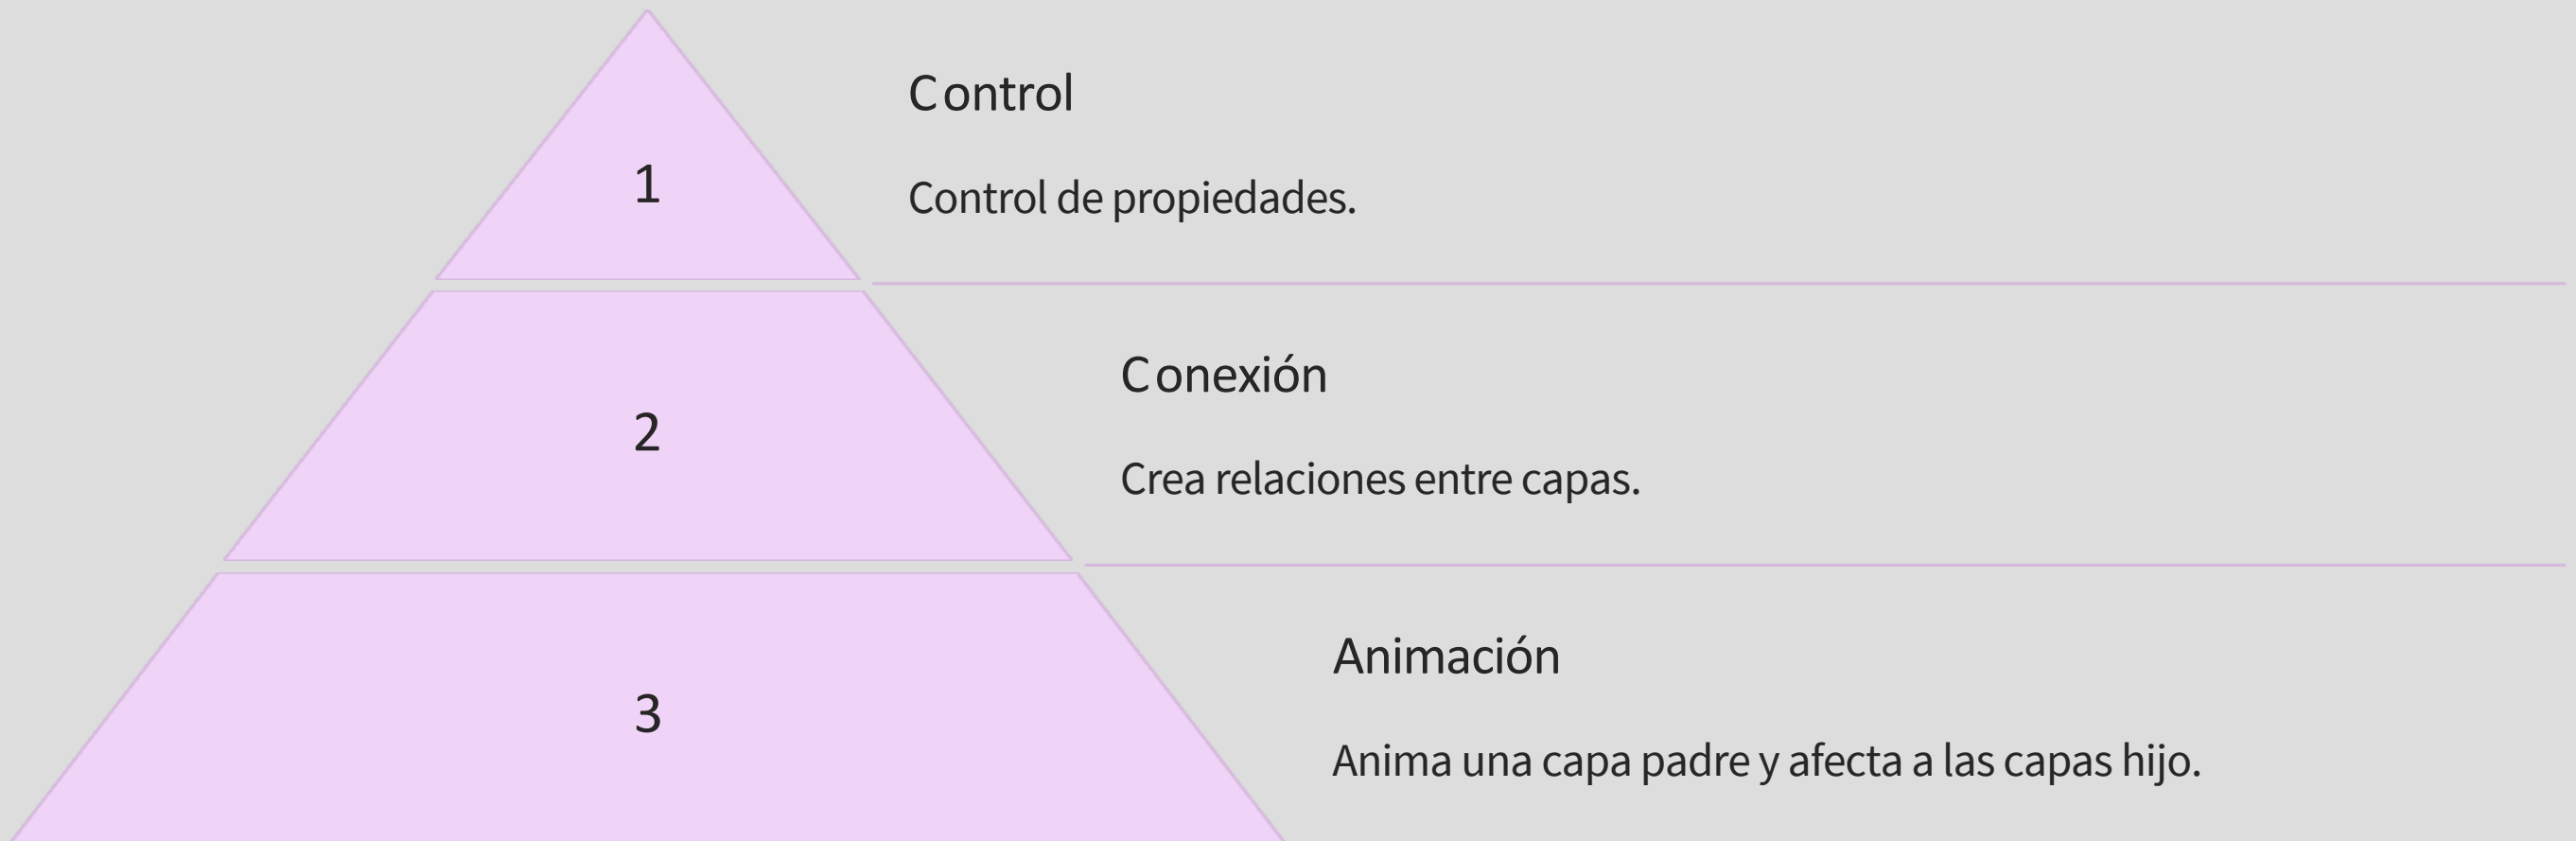 Control
1
Control de propiedades.
Conexión
2
Crea relaciones entre capas.
Animación
3
Anima una capa padre y afecta a las capas hijo.